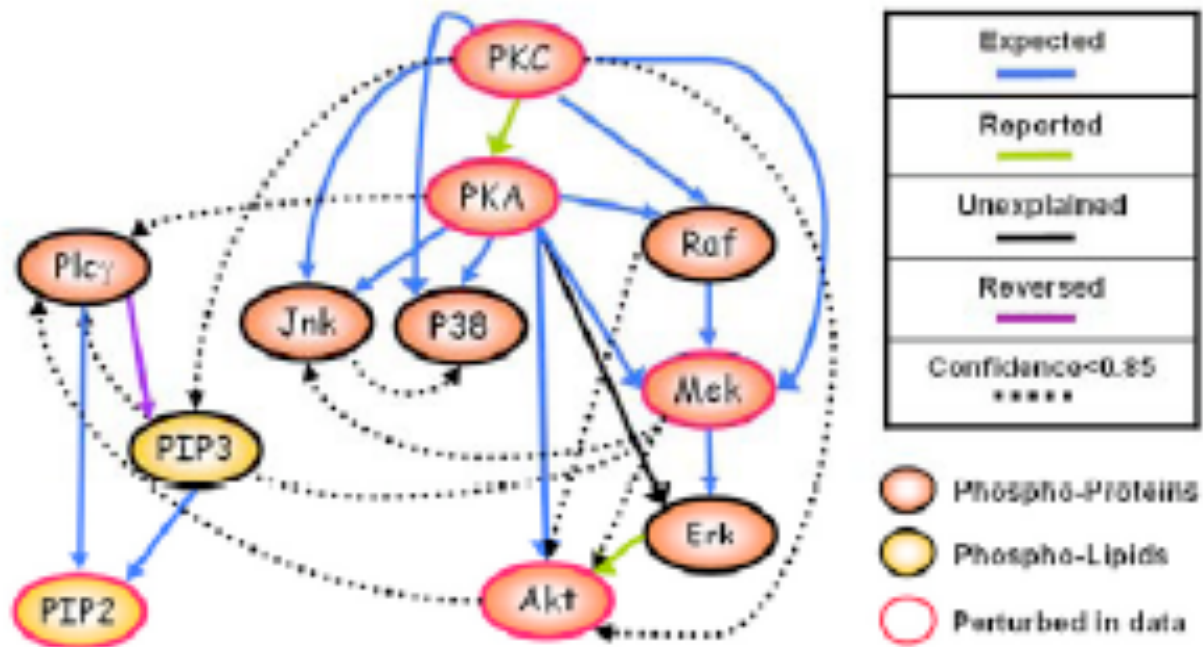 PKC
PKA
Raf
Plcγ
Jnk
P38
Mek
PIP3
Erk
Akt
PIP2
Expected
Reported
Unexplained
Reversed
Confidence<0.85
Phospho-Proteins
Phospho-Lipids
Perturbed in data